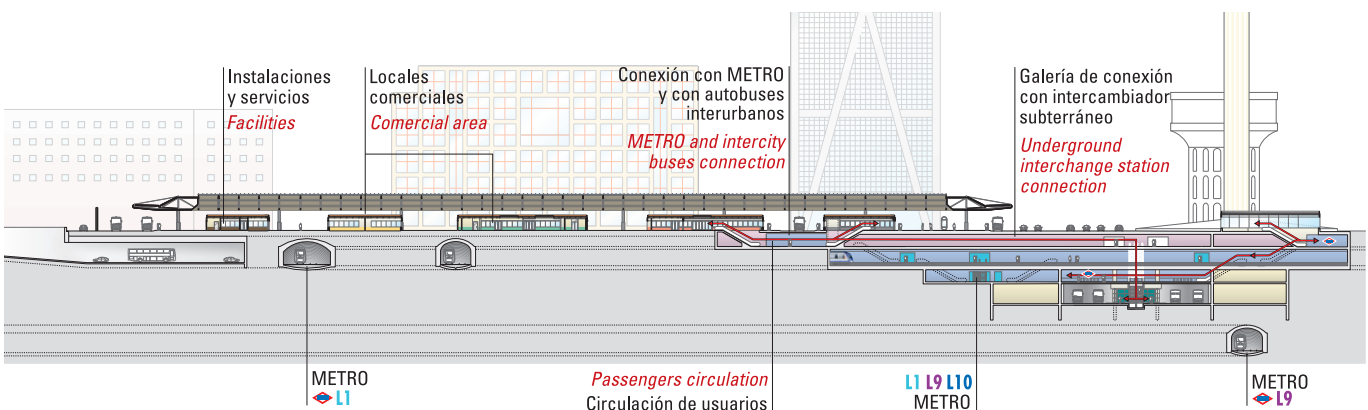 Instalaciones
y servicios
Facilities
Locales
comerciales
Comercial area
Conexión con METRO
y con autobuses
interurbanos
METRO and intercity
buses connection
Galería de conexión
con intercambiador
subterráneo
Underground
interchange station
connection
METRO
L1
Passengers circulation
Circulación de usuarios
L1 L9 L10
METRO
METRO
L9